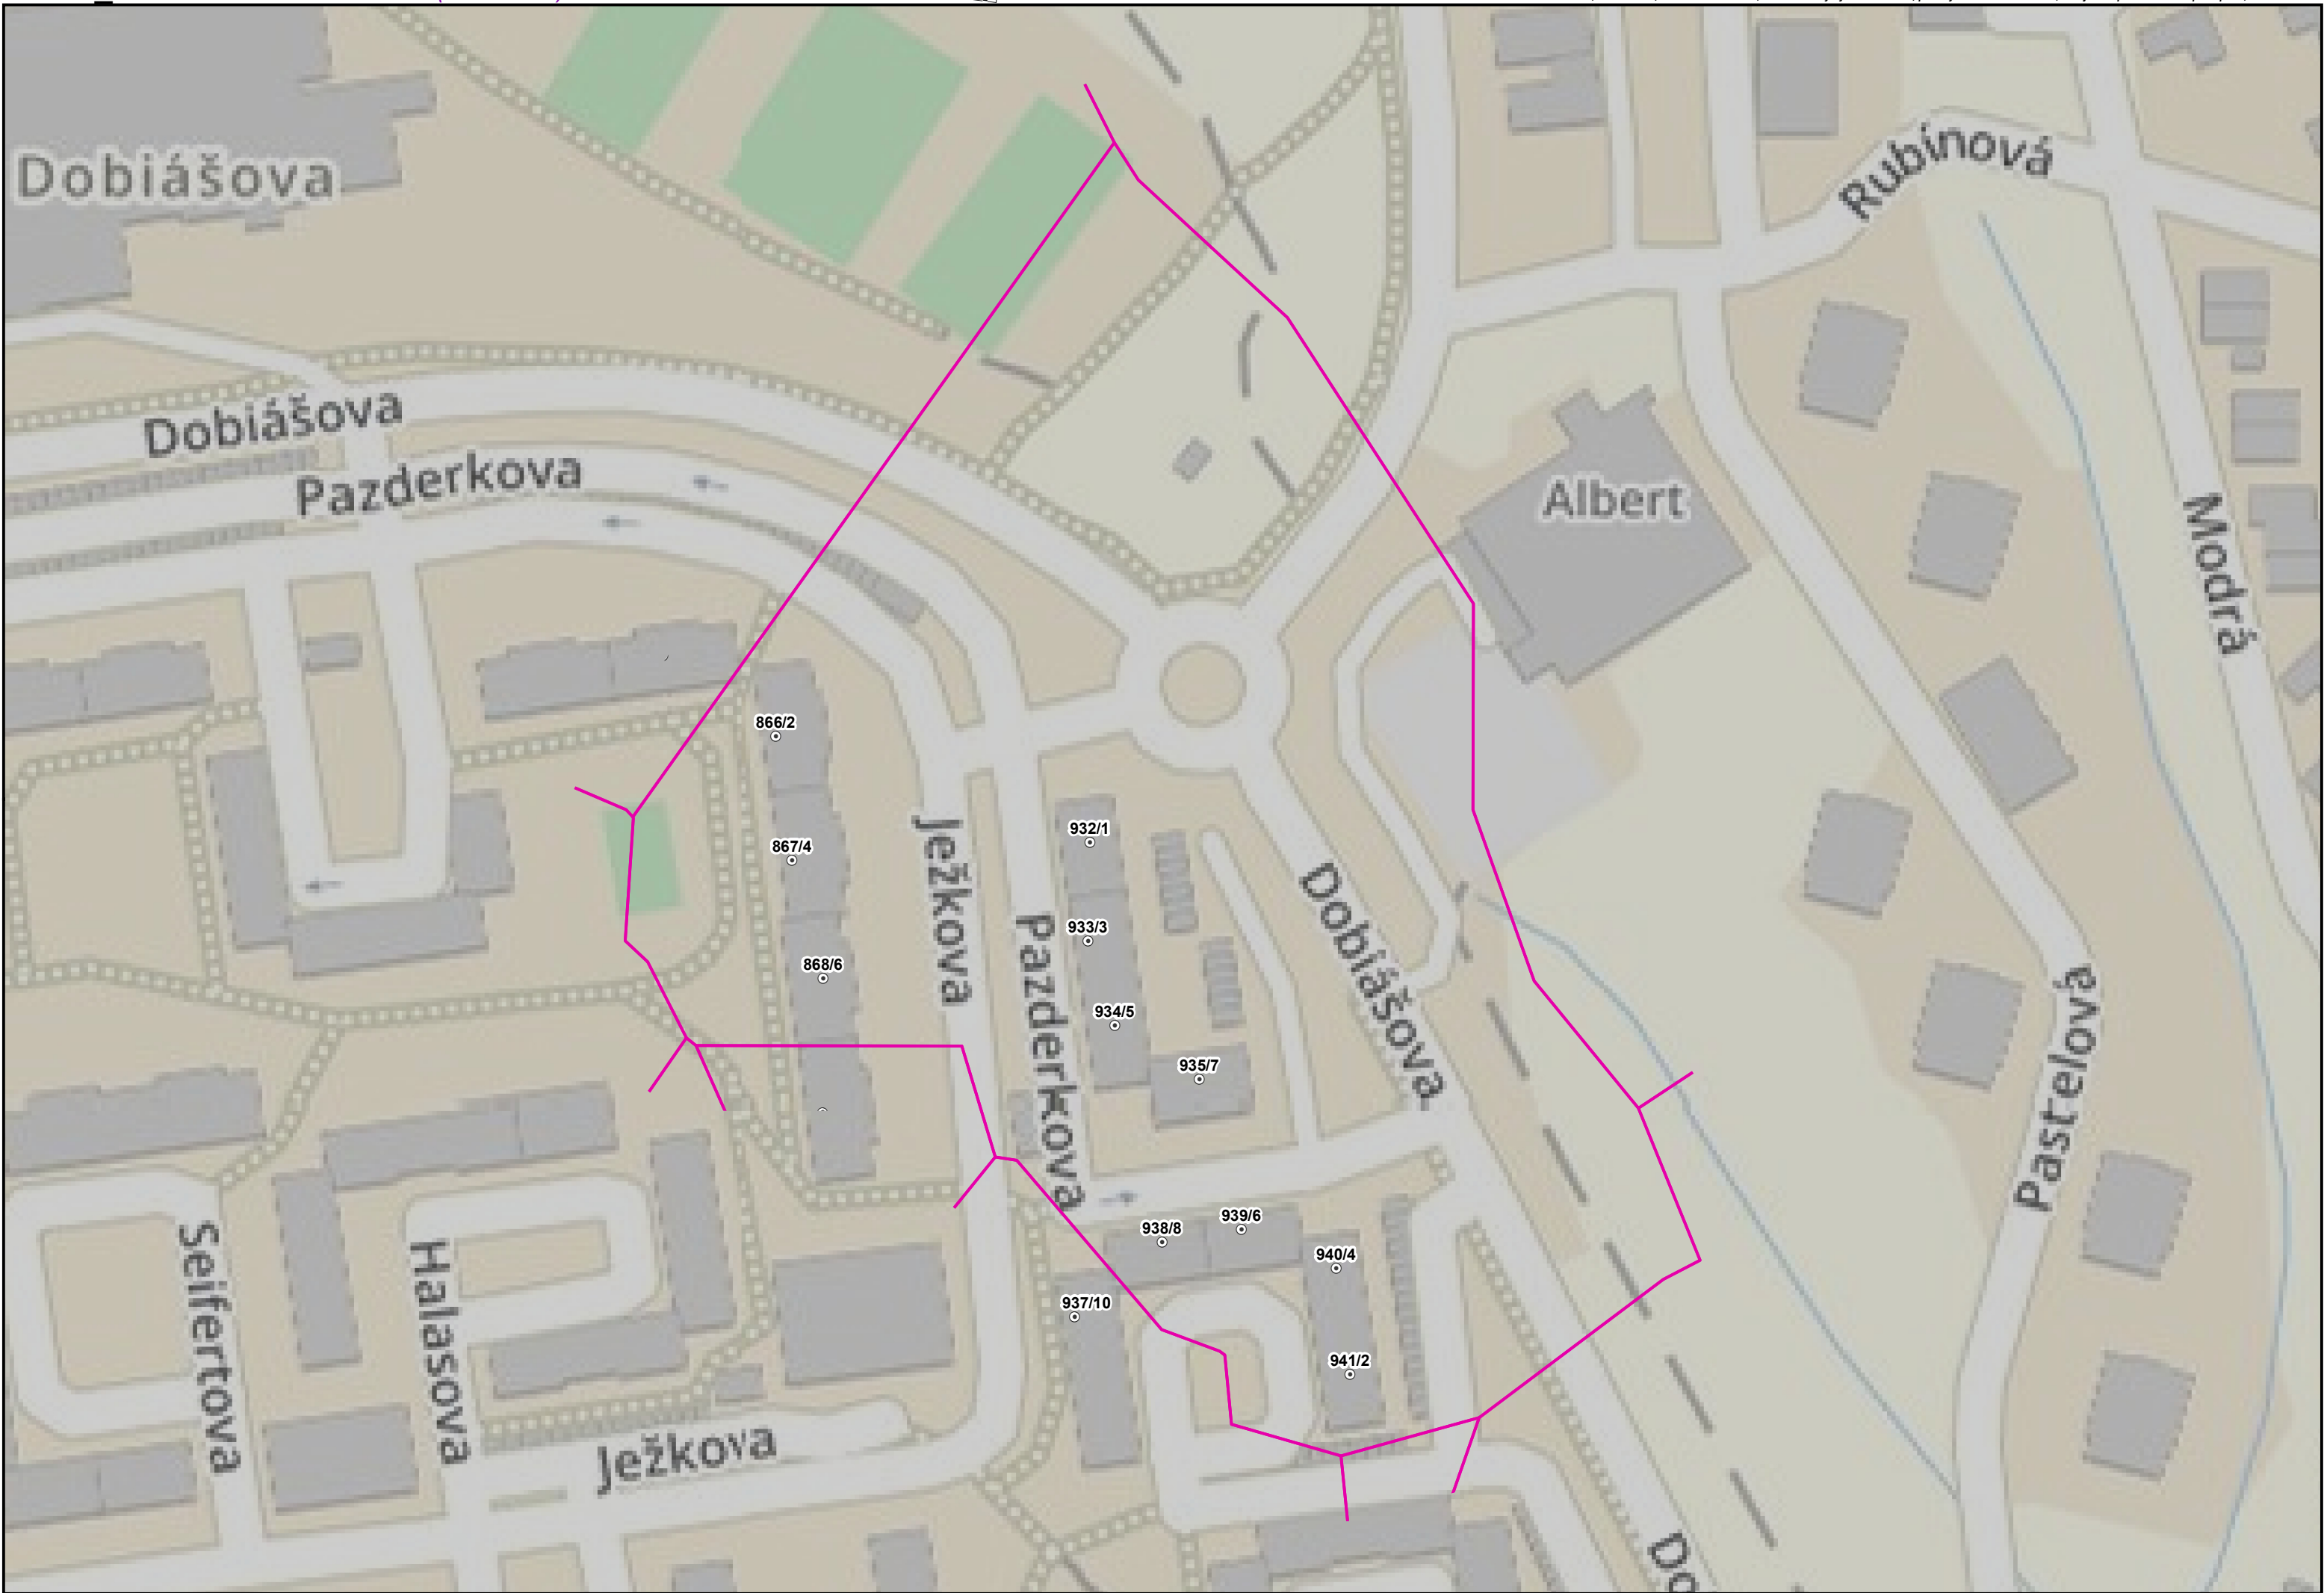 Rubínová
Dobiášova
Dobiášova
Pazderkova
Albert
Modrá
866/2
932/1
867/4
Ježkova
Dobiášova
933/3
Pazderkova
868/6
934/5
935/7
Pastelová
938/8
939/6
940/4
Seifertova
Halasova
937/10
941/2
Ježkova
Do